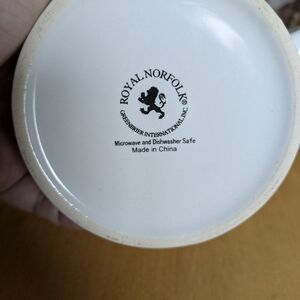 ROYAL NORFOLK®
GREENBRIER INTERNATIONAL, INC.
Microwave and Dishwasher Safe
Made in China